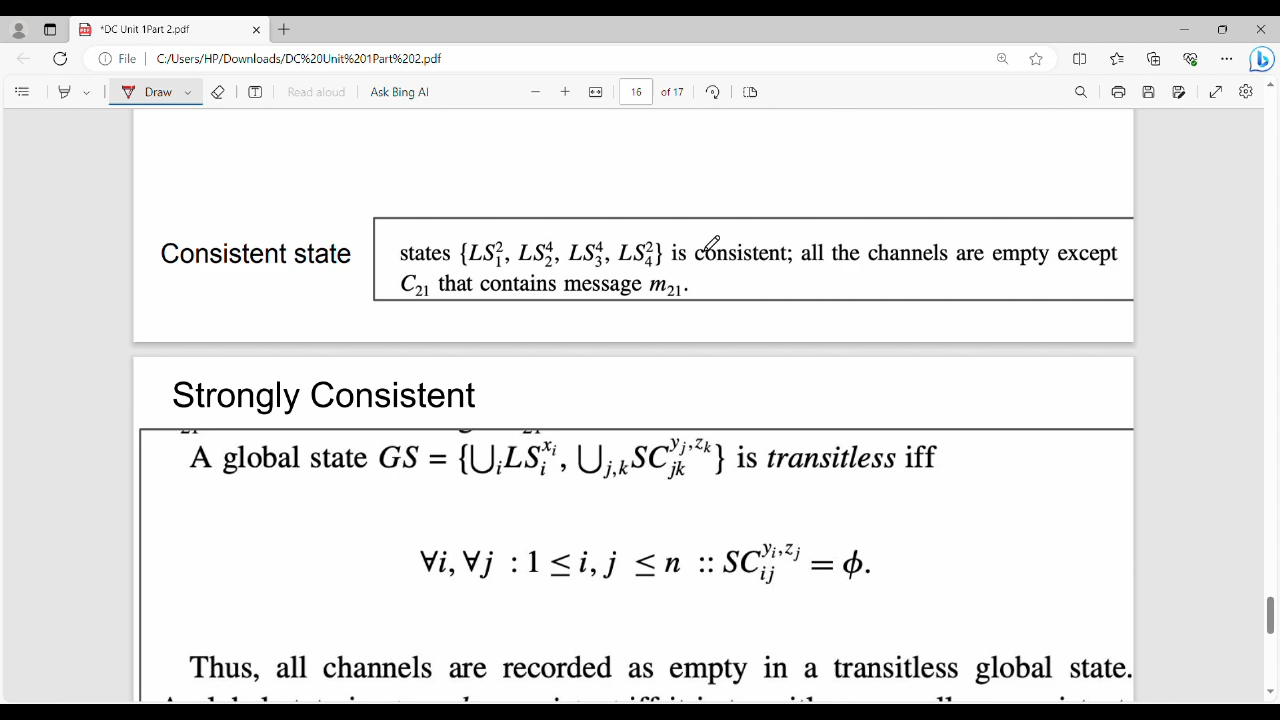 *DC Unit 1Part 2.pdf
File C:/Users/HP/Downloads/DC%20Unit%201Part%202.pdf
Draw Read aloud Ask Bing AI 16 of 17
Consistent state
states {LS₁², LS₂⁴, LS₃⁴, LS₄²} is consistent; all the channels are empty except
C₂₁ that contains message m₂₁.
Strongly Consistent
A global state GS = {⋃ᵢLSᵢ^{xᵢ}, ⋃ⱼ,ₖSCⱼₖ^{yⱼ,zₖ}} is transitless iff
∀i, ∀j : 1 ≤ i, j ≤ n :: SCᵢⱼ^{yᵢ,zⱼ} = ϕ.
Thus, all channels are recorded as empty in a transitless global state.